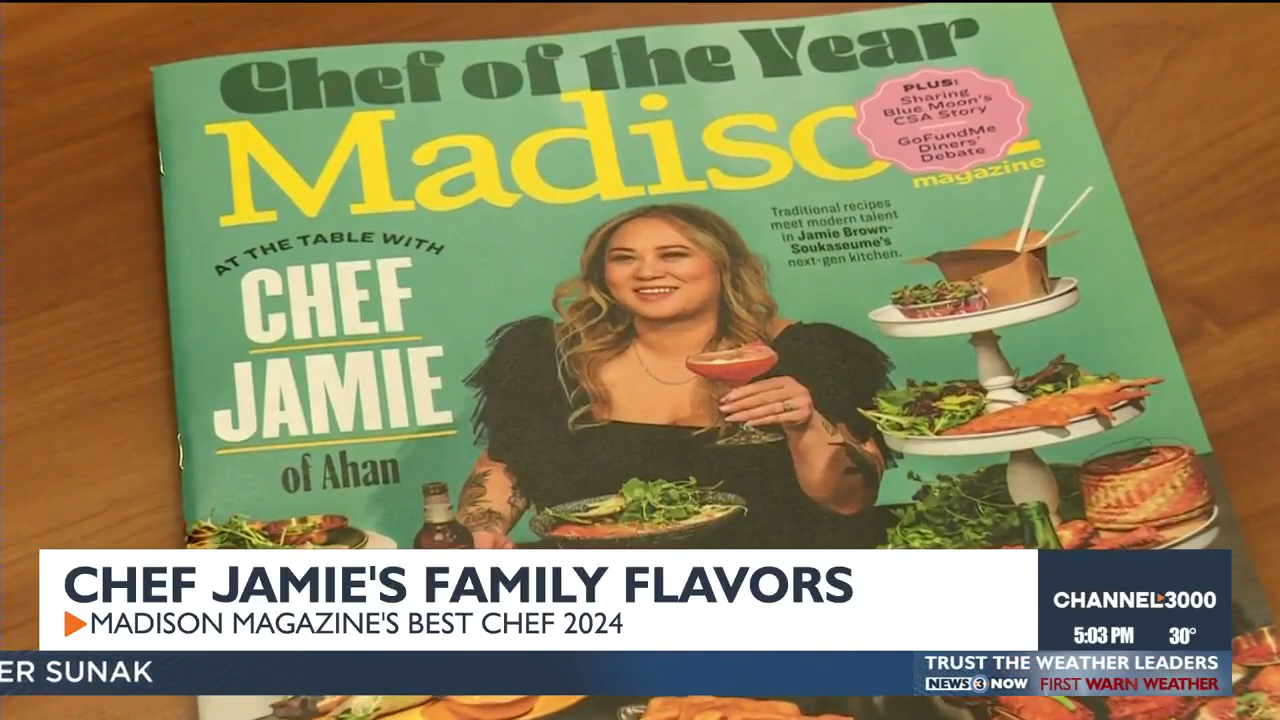 Chef of the Year
Madiso
magazine
PLUS:
Sharing
Blue Moon's
CSA Story
GoFundMe
Diners'
Debate
AT THE TABLE WITH
CHEF
JAMIE
of Ahan
Traditional recipes
meet modern talent
in Jamie Brown-
Soukaseume's
next-gen kitchen.
CHEF JAMIE'S FAMILY FLAVORS
MADISON MAGAZINE'S BEST CHEF 2024
CHANNEL3000
5:03 PM 30°
ER SUNAK
TRUST THE WEATHER LEADERS
NEWS 3 NOW FIRST WARN WEATHER